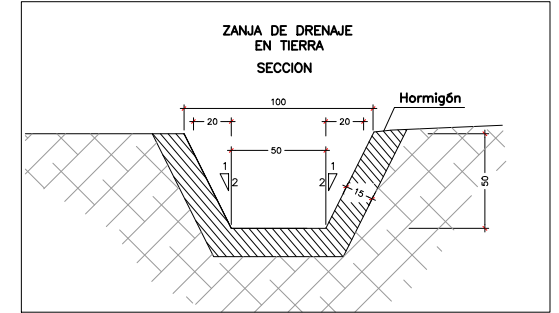 ZANJA DE DRENAJE
EN TIERRA
SECCION
Hormigón
100
20
20
50
1
2
1
2
15
50